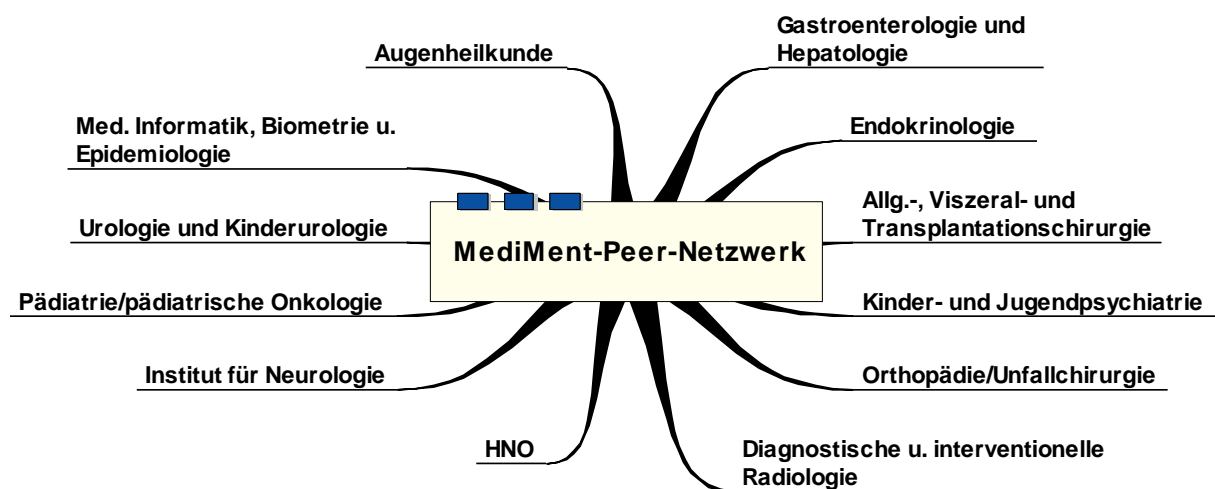 Augenheilkunde
Gastroenterologie und
Hepatologie
Med. Informatik, Biometrie u.
Epidemiologie
Endokrinologie
Urologie und Kinderurologie
MediMent-Peer-Netzwerk
Allg.-, Viszeral- und
Transplantationschirurgie
Pädiatrie/pädiatrische Onkologie
Kinder- und Jugendpsychiatrie
Institut für Neurologie
Orthopädie/Unfallchirurgie
HNO
Diagnostische u. interventionelle
Radiologie